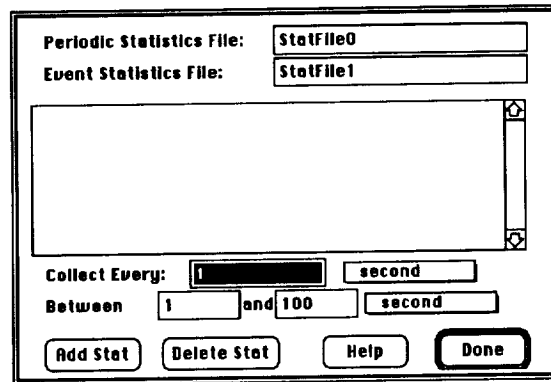 Periodic Statistics File: StatFile0
Event Statistics File: StatFile1
Collect Every: 1 second
Between 1 and 100 second
Add Stat Delete Stat Help Done